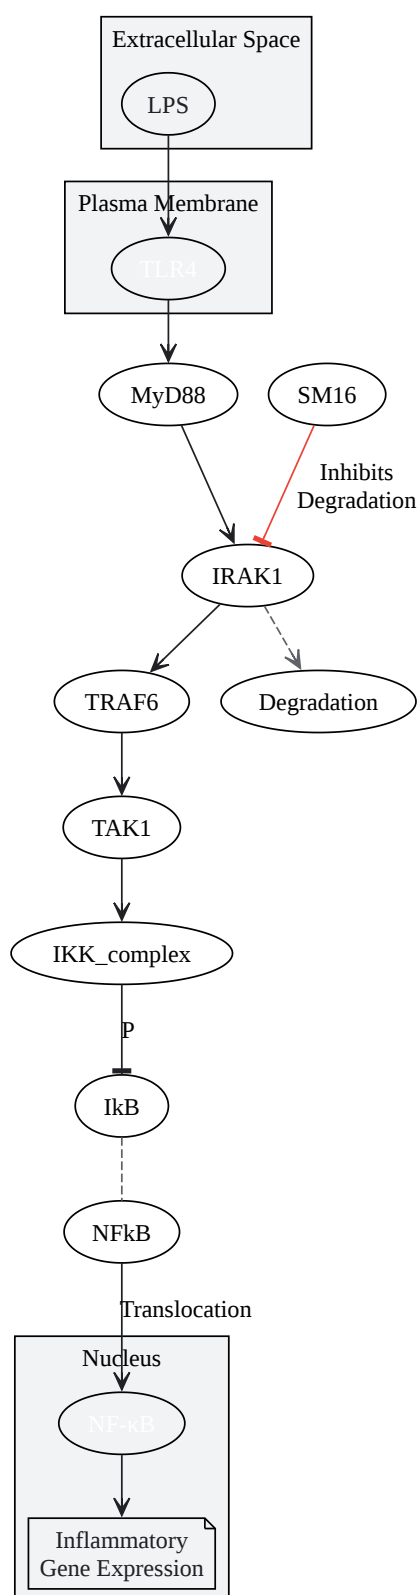 Extracellular Space
LPS
Plasma Membrane
TLR4
MyD88
SM16
Inhibits
Degradation
IRAK1
TRAF6
Degradation
TAK1
IKK_complex
P
IkB
NFkB
Translocation
Nucleus
NF-κB
Inflammatory
Gene Expression